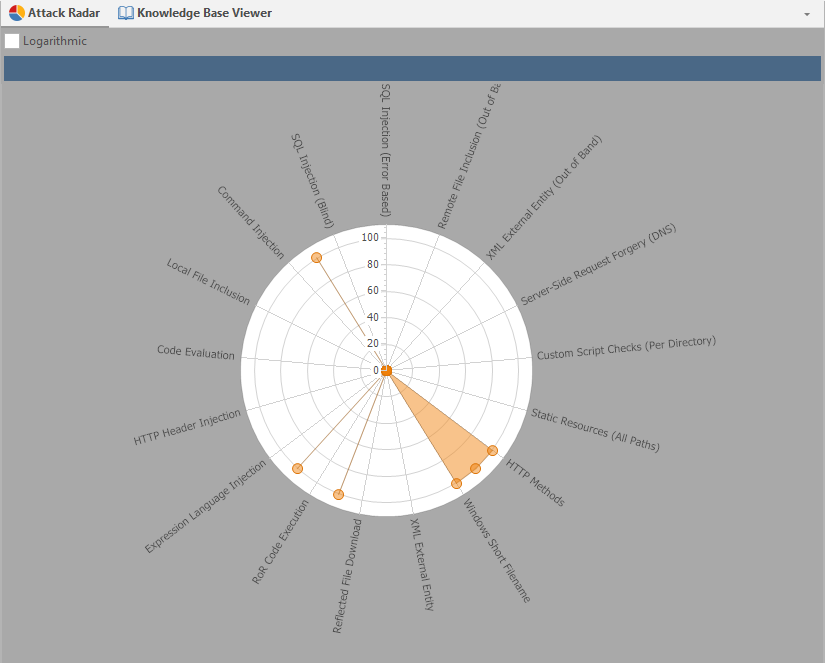 Attack Radar
Knowledge Base Viewer
Logarithmic
SQL Injection (Error Based)
Remote File Inclusion (Out of
XML External Entity (Out of Band)
Server-Side Request Forgery (DNS)
Custom Script Checks (Per Directory)
Static Resources (All Paths)
HTTP Methods
Windows Short Filename
XML External Entity
Reflected File Download
RoR Code Execution
Expression Language Injection
HTTP Header Injection
Code Evaluation
Local File Inclusion
Command Injection
SQL Injection (Blind)
100
80
60
40
20
0